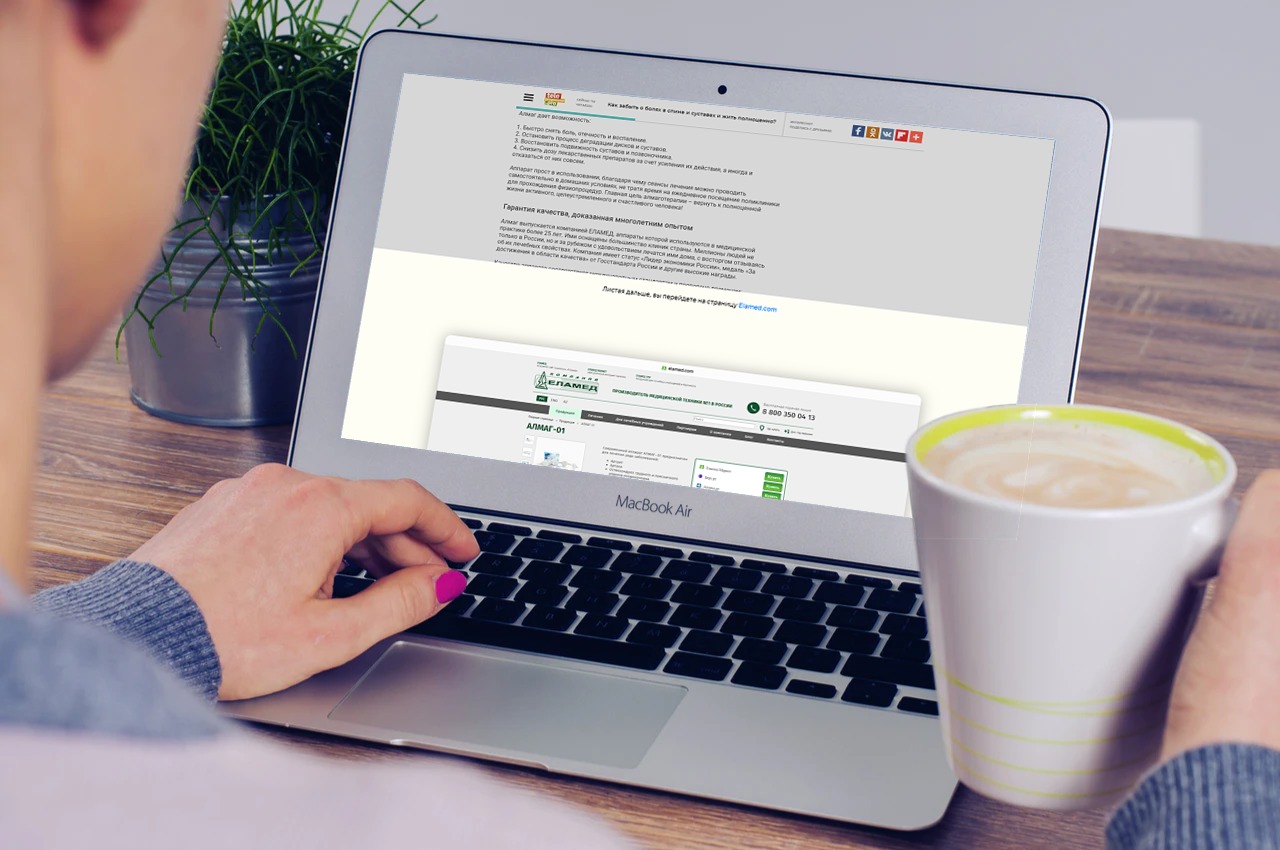 Как забыть о болях в спине и суставах и жить полноценно?
Алмаг дает возможность:
1. Быстро снять боль, отечность и воспаление.
2. Остановить процесс деградации дисков и суставов.
3. Восстановить подвижность суставов и позвоночника.
4. Снизить дозу лекарственных препаратов за счет усиления их действия, а иногда и
отказаться от них совсем.
Аппарат прост в использовании, благодаря чему сеансы лечения можно проводить
самостоятельно в домашних условиях, не тратя время на ежедневное посещение поликлиники
для прохождения физиопроцедур. Главная цель алмаготерапии – вернуть к полноценной
жизни активного, целеустремленного и счастливого человека!
Гарантия качества, доказанная многолетним опытом
Алмаг выпускается компанией ЕЛАМЕД, аппараты которой используются в медицинской
практике более 25 лет. Ими оснащены большинство клиник страны. Миллионы людей не
только в России, но и за рубежом с удовольствием лечатся ими дома, с восторгом отзываясь
об их лечебных свойствах. Компания имеет статус «Лидер экономики России», медаль «За
достижения в области качества» от Госстандарта России и другие высокие награды.
Листая дальше, вы перейдете на страницу Elamed.com
elamed.com
КОМПАНИЯ
ЕЛАМЕД
ПРОИЗВОДИТЕЛЬ МЕДИЦИНСКОЙ ТЕХНИКИ №1 В РОССИИ
8 800 350 04 13
АЛМАГ-01
MacBook Air